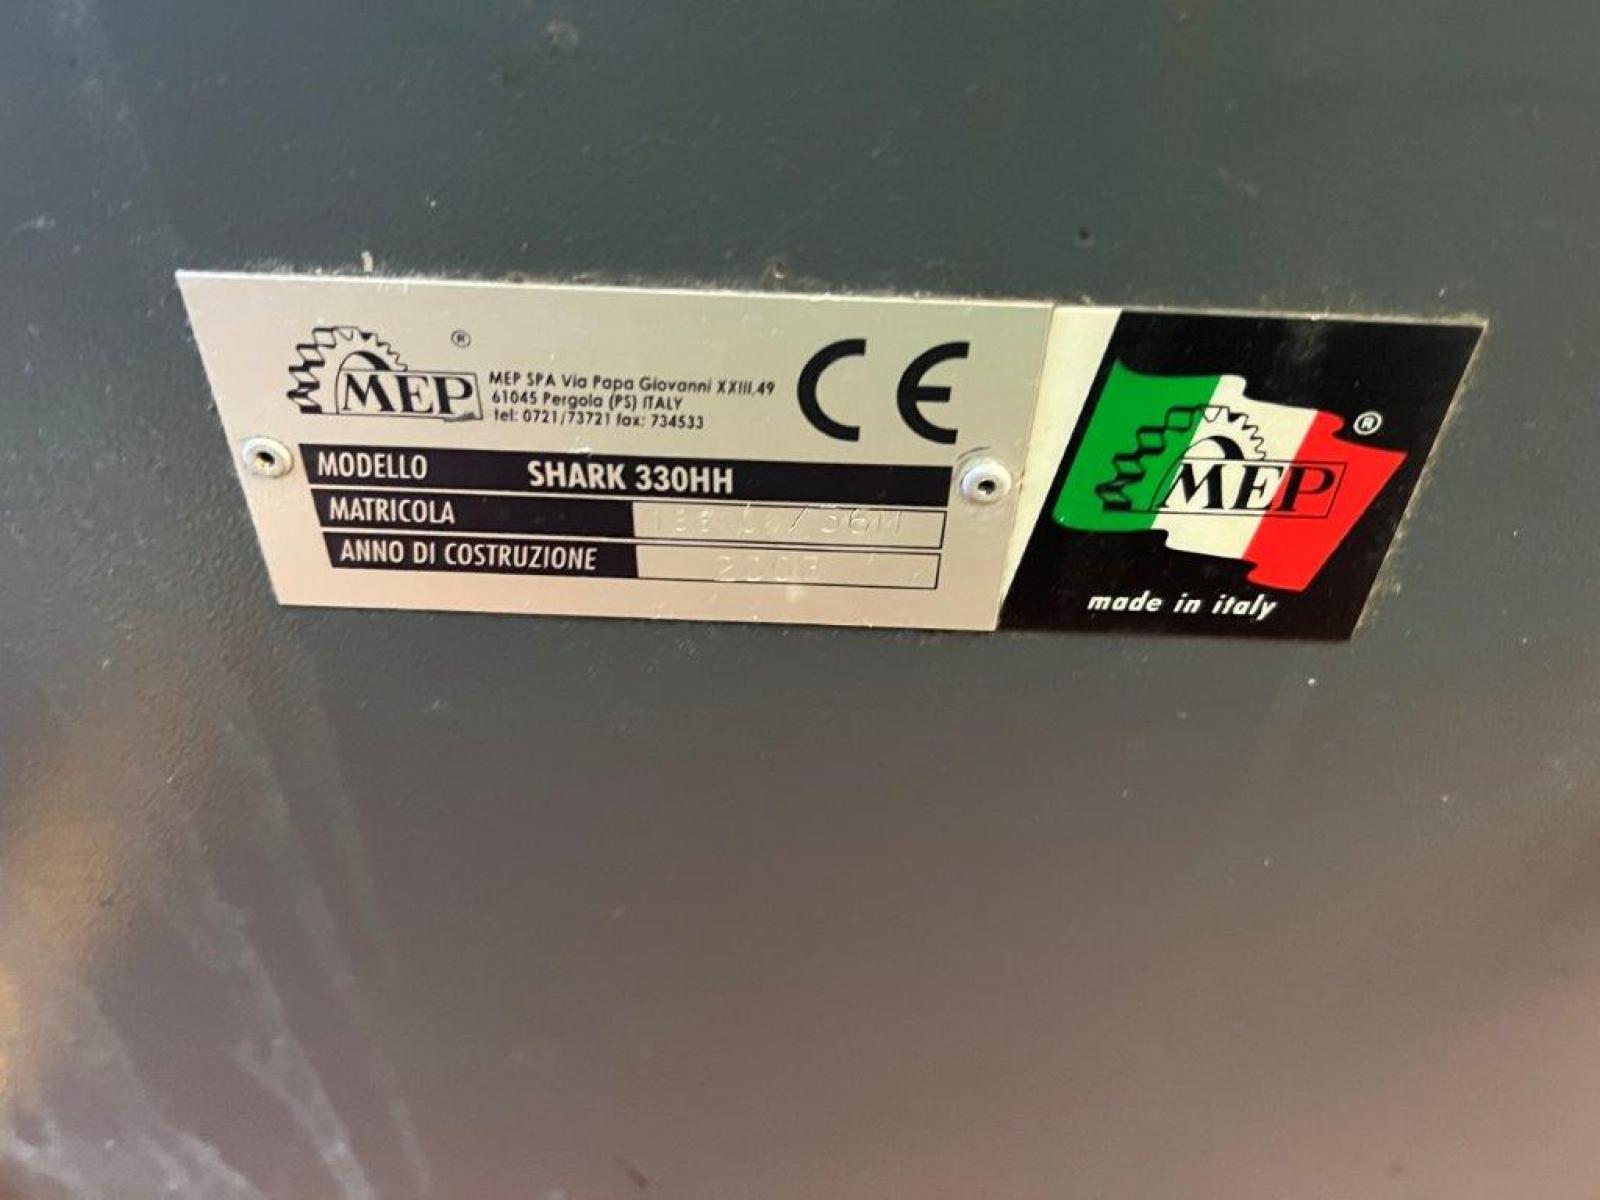 MEP ®
MEP SPA Via Papa Giovanni XXIII,49
61045 Pergola (PS) ITALY
tel: 0721/73721 fax: 734533
CE
MODELLO SHARK 330HH
MATRICOLA
ANNO DI COSTRUZIONE 2003
MEP ®
made in italy